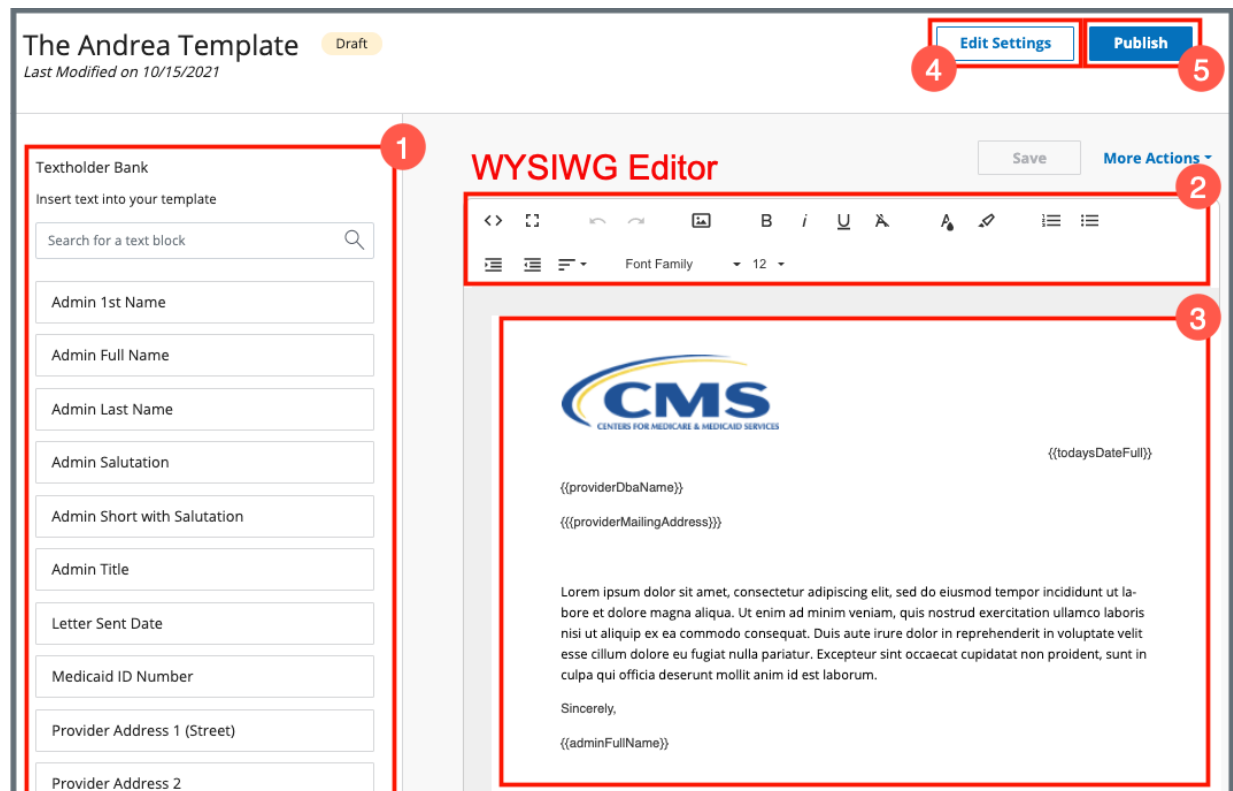 The Andrea Template Draft
Last Modified on 10/15/2021
Edit Settings
4
Publish
5
1
Textholder Bank
Insert text into your template
Search for a text block
Admin 1st Name
Admin Full Name
Admin Last Name
Admin Salutation
Admin Short with Salutation
Admin Title
Letter Sent Date
Medicaid ID Number
Provider Address 1 (Street)
Provider Address 2
WYSIWG Editor
Save More Actions
2
B i U A A
Font Family 12
3
CMS
CENTERS FOR MEDICARE & MEDICAID SERVICES
{{todaysDateFull}}
{{providerDbaName}}
{{{providerMailingAddress}}}
Lorem ipsum dolor sit amet, consectetur adipiscing elit, sed do eiusmod tempor incididunt ut la-
bore et dolore magna aliqua. Ut enim ad minim veniam, quis nostrud exercitation ullamco laboris
nisi ut aliquip ex ea commodo consequat. Duis aute irure dolor in reprehenderit in voluptate velit
esse cillum dolore eu fugiat nulla pariatur. Excepteur sint occaecat cupidatat non proident, sunt in
culpa qui officia deserunt mollit anim id est laborum.
Sincerely,
{{adminFullName}}